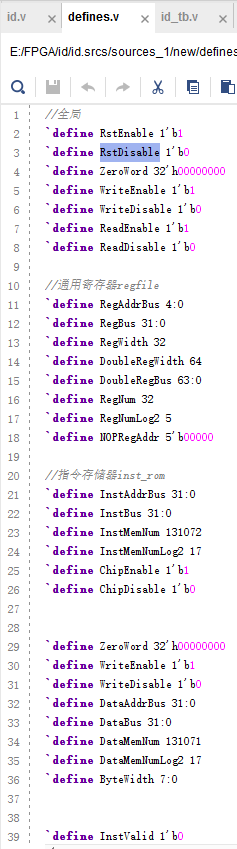 id.v
defines.v
id_tb.v
E:/FPGA/id/id.srcs/sources_1/new/defines
1 //全局
2 `define RstEnable 1'b1
3 `define RstDisable 1'b0
4 `define ZeroWord 32'h00000000
5 `define WriteEnable 1'b1
6 `define WriteDisable 1'b0
7 `define ReadEnable 1'b1
8 `define ReadDisable 1'b0
9
10 //通用寄存器regfile
11 `define RegAddrBus 4:0
12 `define RegBus 31:0
13 `define RegWidth 32
14 `define DoubleRegWidth 64
15 `define DoubleRegBus 63:0
16 `define RegNum 32
17 `define RegNumLog2 5
18 `define NOPRegAddr 5'b00000
19
20 //指令存储器inst_rom
21 `define InstAddrBus 31:0
22 `define InstBus 31:0
23 `define InstMemNum 131072
24 `define InstMemNumLog2 17
25 `define ChipEnable 1'b1
26 `define ChipDisable 1'b0
27
28
29 `define ZeroWord 32'h00000000
30 `define WriteEnable 1'b1
31 `define WriteDisable 1'b0
32 `define DataAddrBus 31:0
33 `define DataBus 31:0
34 `define DataMemNum 131071
35 `define DataMemNumLog2 17
36 `define ByteWidth 7:0
37
38
39 `define InstValid 1'b0